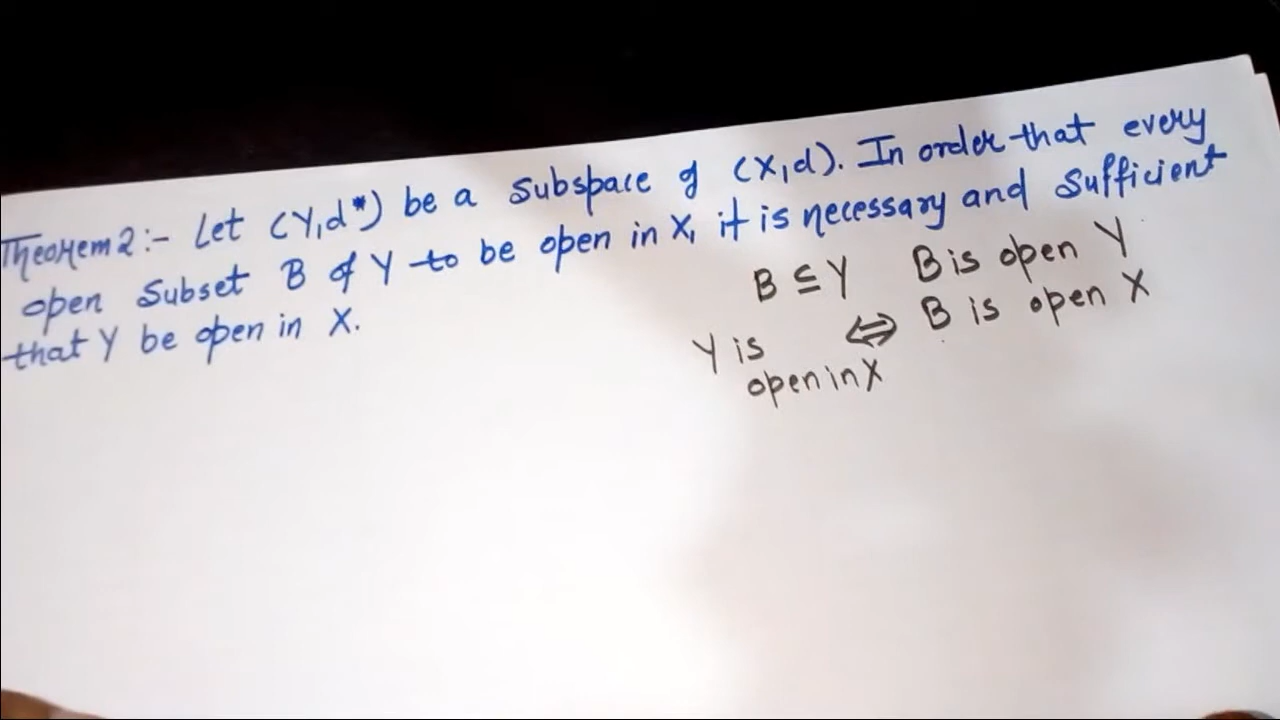 Theorem 2:- Let (Y,d*) be a subspace of (X,d). In order that every
open subset B of Y to be open in X, it is necessary and sufficient
that Y be open in X.
B ⊆ Y B is open Y
Y is ⇔ B is open X
open in X